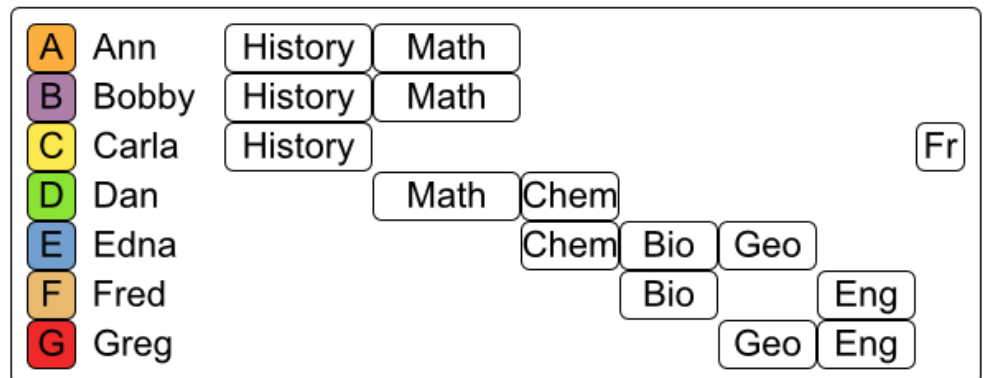 A Ann History Math
B Bobby History Math
C Carla History Fr
D Dan Math Chem
E Edna Chem Bio Geo
F Fred Bio Eng
G Greg Geo Eng